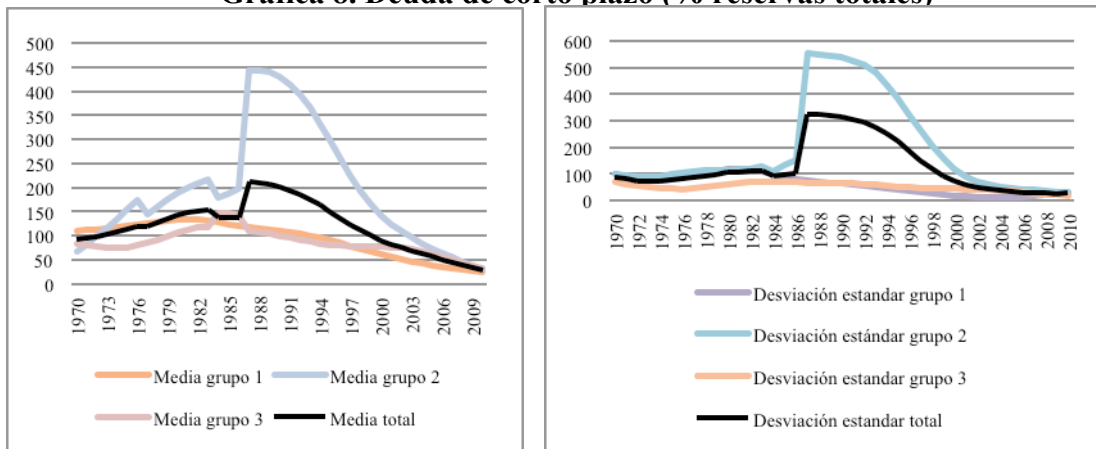 Gráfica 8. Deuda de corto plazo (% reservas totales)
500
450
400
350
300
250
200
150
100
50
0
1970 1973 1976 1979 1982 1985 1988 1991 1994 1997 2000 2003 2006 2009
Media grupo 1 Media grupo 2
Media grupo 3 Media total
600
500
400
300
200
100
0
1970 1972 1974 1976 1978 1980 1982 1984 1986 1988 1990 1992 1994 1996 1998 2000 2002 2004 2006 2008 2010
Desviación estandar grupo 1
Desviación estándar grupo 2
Desviación estandar grupo 3
Desviación estandar total